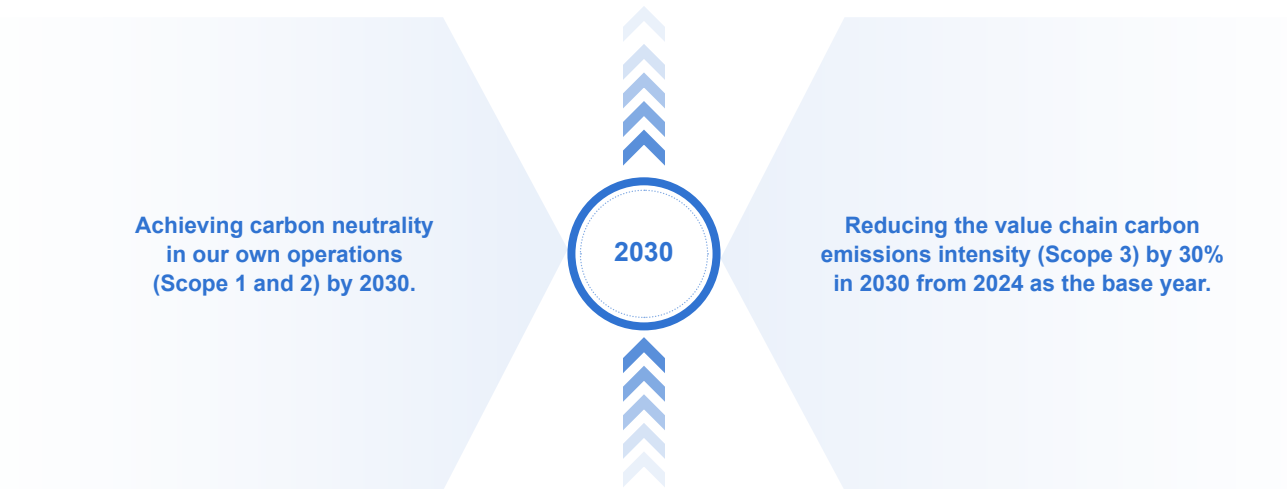 Achieving carbon neutrality
in our own operations
(Scope 1 and 2) by 2030.
2030
Reducing the value chain carbon
emissions intensity (Scope 3) by 30%
in 2030 from 2024 as the base year.